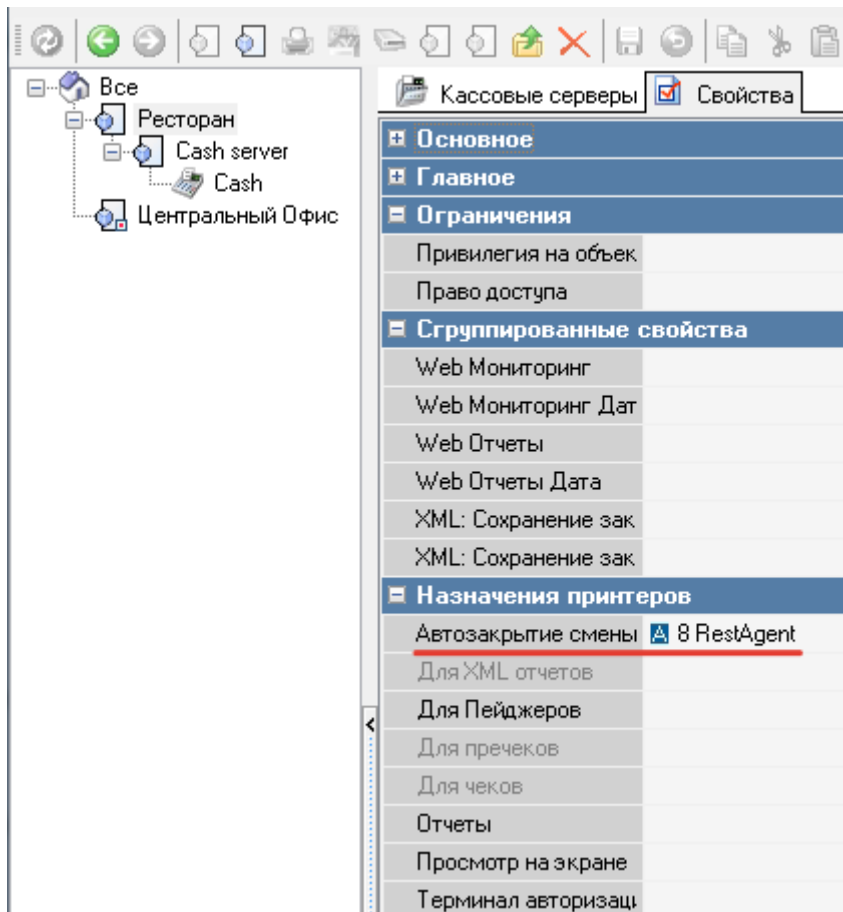 Все
Ресторан
Cash server
Cash
Центральный Офис
Кассовые серверы
Свойства
Основное
Главное
Ограничения
Привилегия на объек
Право доступа
Сгруппированные свойства
Web Мониторинг
Web Мониторинг Дат
Web Отчеты
Web Отчеты Дата
XML: Сохранение зак
XML: Сохранение зак
Назначения принтеров
Автозакрытие смены A 8 RestAgent
Для XML отчетов
Для Пейджеров
Для пречеков
Для чеков
Отчеты
Просмотр на экране
Терминал авторизаці